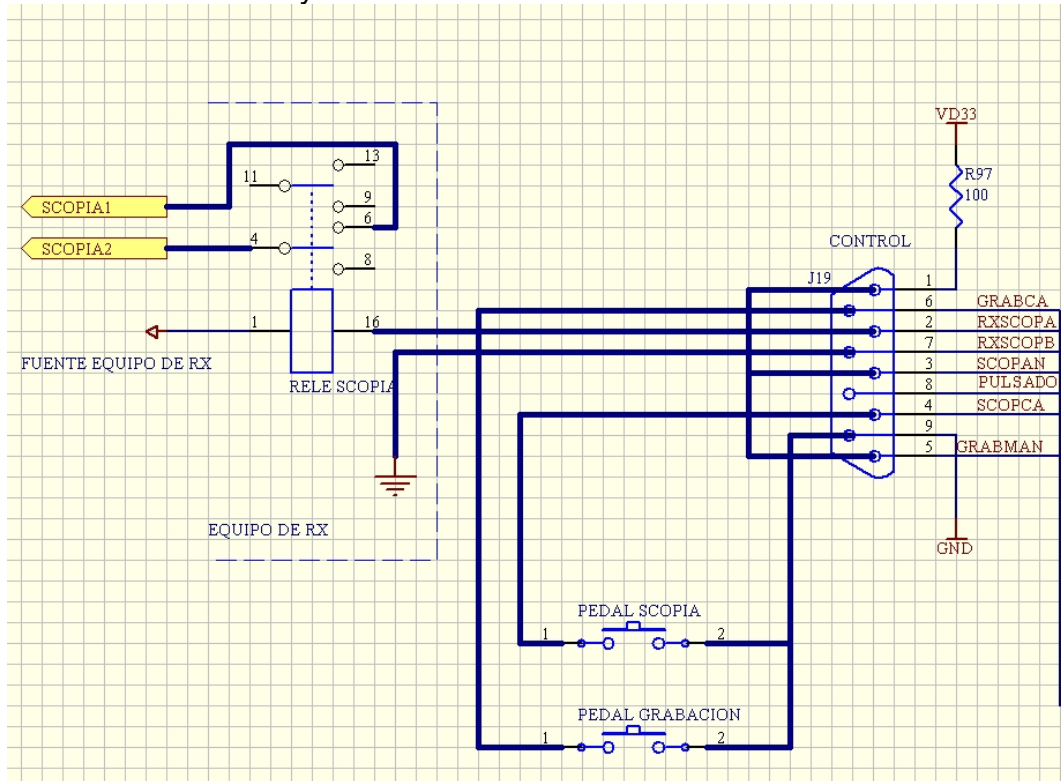 y
13
11
SCOPIA1
9
6
SCOPIA2
4
8
1
16
FUENTE EQUIPO DE RX
RELE SCOPIA
EQUIPO DE RX
VD33
R97
100
CONTROL
J19
1
6 GRABCA
2 RXSCOPA
7 RXSCOPB
3 SCOPAN
8 PULSADO
4 SCOPCA
9
5 GRABMAN
GND
PEDAL SCOPIA
1 2
PEDAL GRABACION
1 2